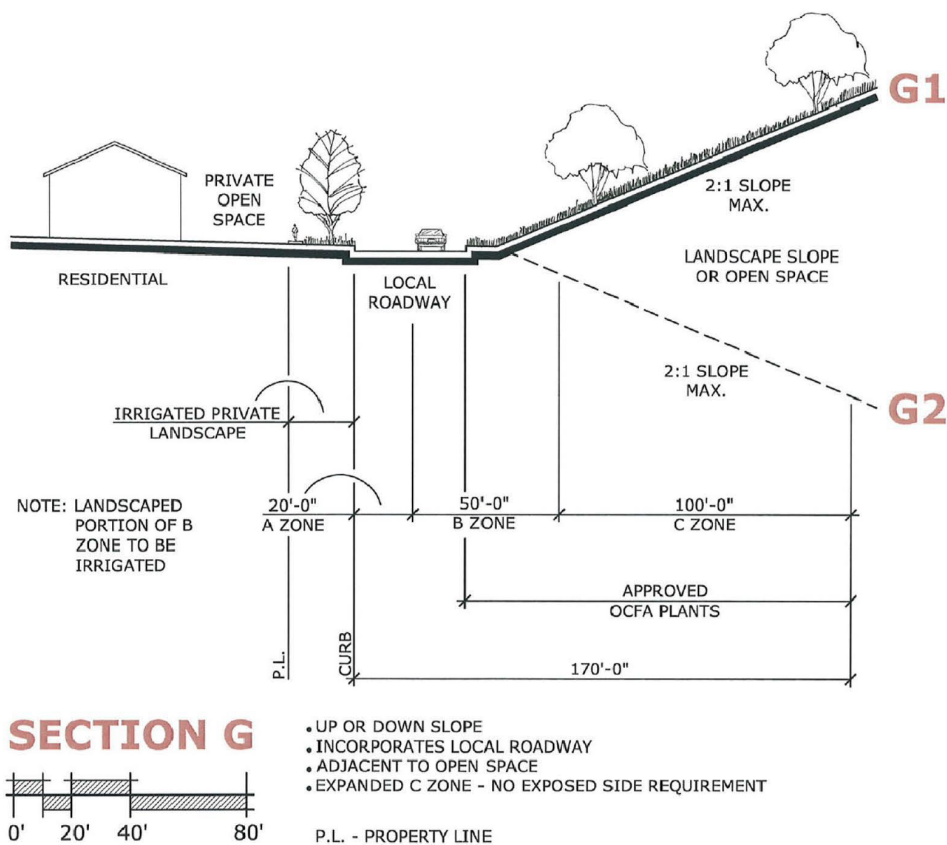 G1
PRIVATE
OPEN
SPACE
2:1 SLOPE
MAX.
LANDSCAPE SLOPE
OR OPEN SPACE
RESIDENTIAL
LOCAL
ROADWAY
2:1 SLOPE
MAX.
G2
IRRIGATED PRIVATE
LANDSCAPE
NOTE: LANDSCAPED
PORTION OF B
ZONE TO BE
IRRIGATED
20'-0"
A ZONE
50'-0"
B ZONE
100'-0"
C ZONE
APPROVED
OCFA PLANTS
P.L.
CURB
170'-0"
SECTION G
0' 20' 40' 80'
• UP OR DOWN SLOPE
• INCORPORATES LOCAL ROADWAY
• ADJACENT TO OPEN SPACE
• EXPANDED C ZONE - NO EXPOSED SIDE REQUIREMENT
P.L. - PROPERTY LINE